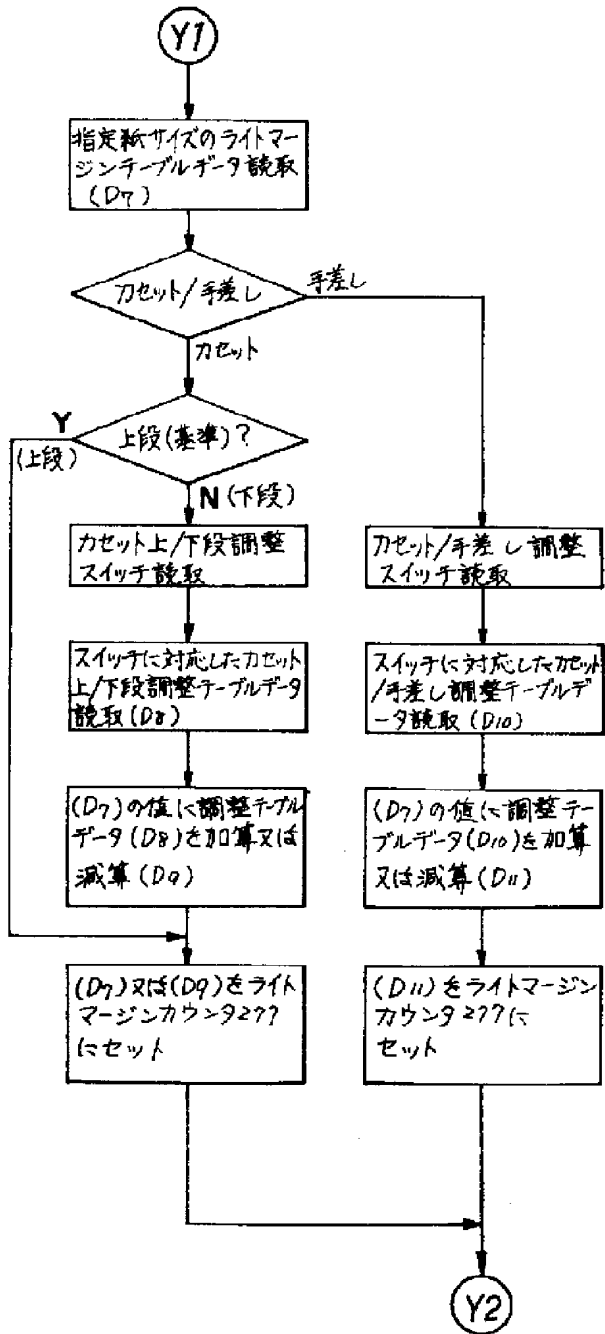 Y1
指定紙サイズのライトマ
ージンテーブルデータ読取
(D7)
カセット/手差し
手差し
カセット
上段(基準)?
Y
(上段)
N(下段)
カセット上/下段調整
スイッチ読取
スイッチに対応したカセット
上/下段調整テーブルデータ
読取(D8)
(D7)の値に調整テーブル
データ(D8)を加算又は
減算(D9)
(D7)又は(D9)をライト
マージンカウンタ277
にセット
カセット/手差し調整
スイッチ読取
スイッチに対応したカセット
/手差し調整テーブルデ
ータ読取(D10)
(D7)の値に調整テー
ブルデータ(D10)を加算
又は減算(D11)
(D11)をライトマージン
カウンタ277に
セット
Y2